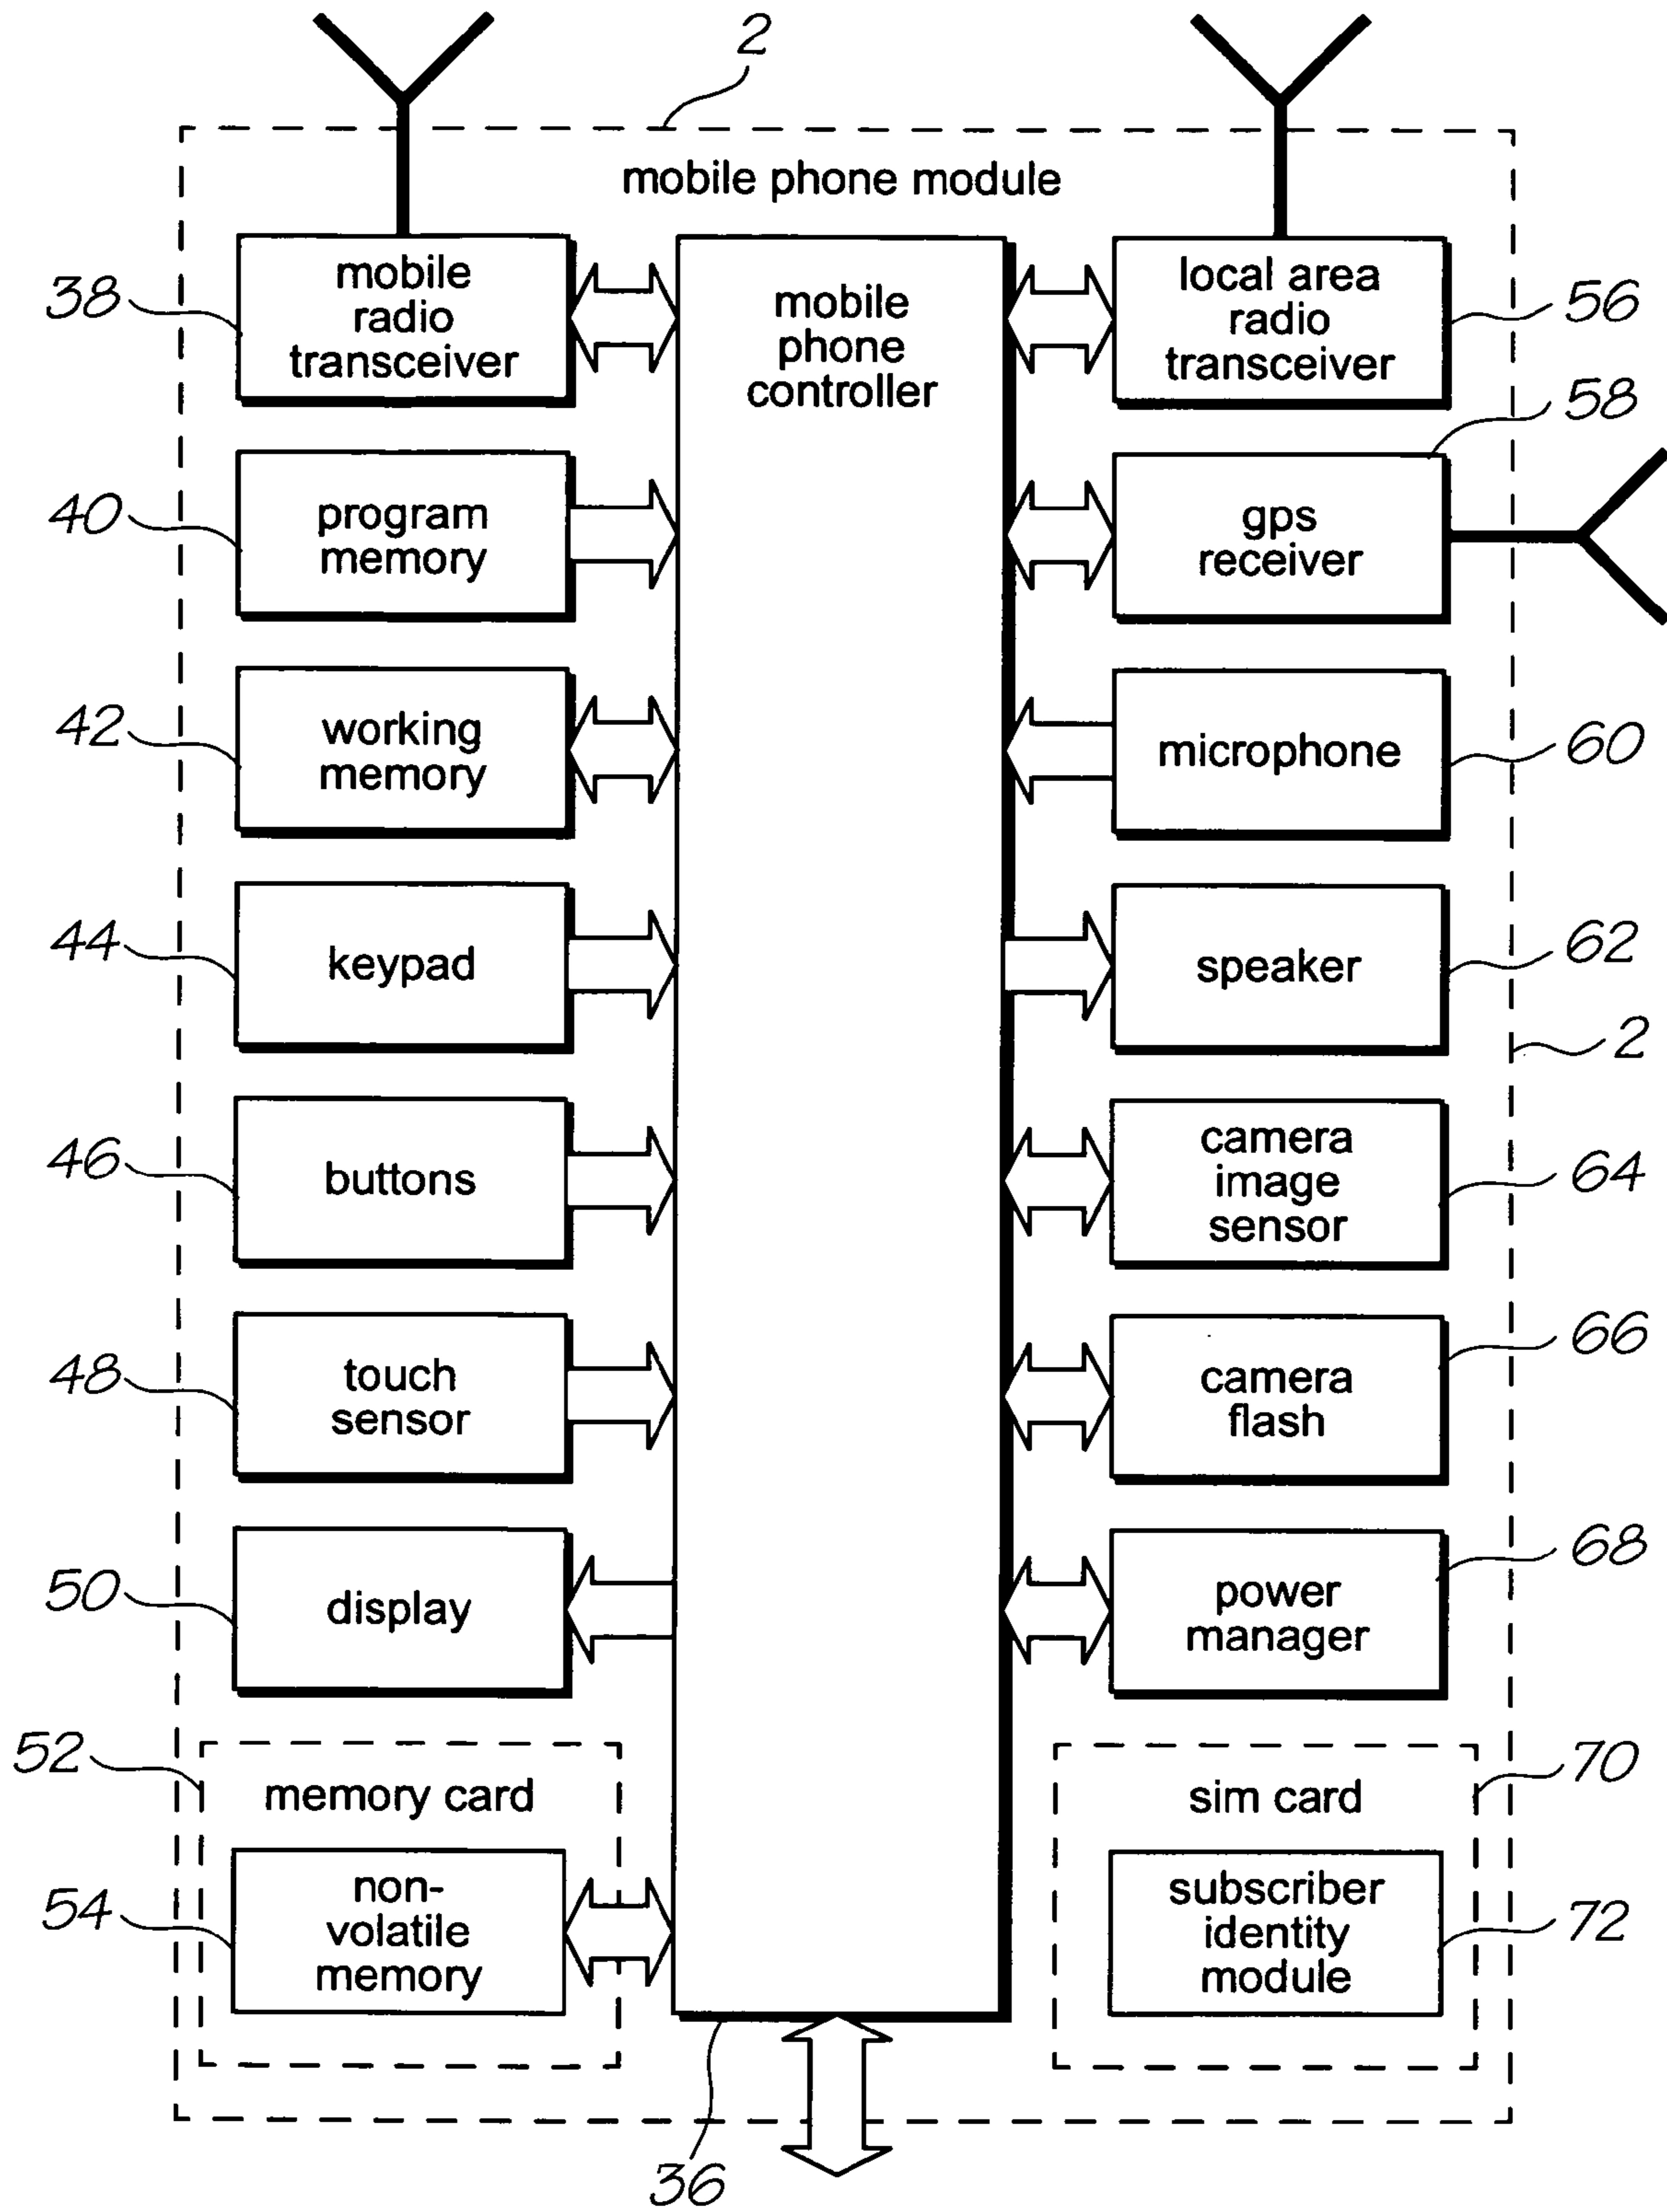 2
mobile phone module
38
mobile
radio
transceiver
mobile
phone
controller
local area
radio
transceiver
56
58
40
program
memory
gps
receiver
42
working
memory
microphone
60
44
keypad
speaker
62
2
46
buttons
camera
image
sensor
64
48
touch
sensor
camera
flash
66
50
display
power
manager
68
52
memory card
sim card
70
54
non-
volatile
memory
subscriber
identity
module
72
36